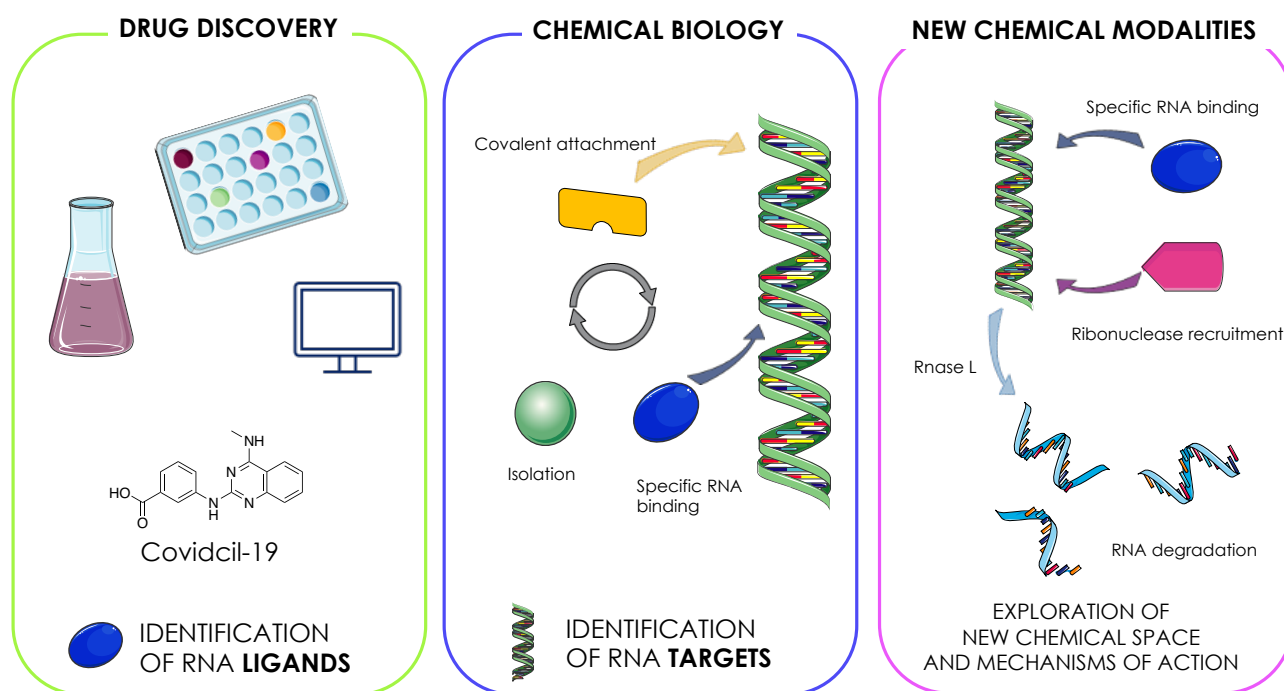 DRUG DISCOVERY
NH
N
HO
O
N
H
N
Covidcil-19
IDENTIFICATION
OF RNA LIGANDS
CHEMICAL BIOLOGY
Covalent attachment
Isolation
Specific RNA
binding
IDENTIFICATION
OF RNA TARGETS
NEW CHEMICAL MODALITIES
Specific RNA binding
Ribonuclease recruitment
Rnase L
RNA degradation
EXPLORATION OF
NEW CHEMICAL SPACE
AND MECHANISMS OF ACTION